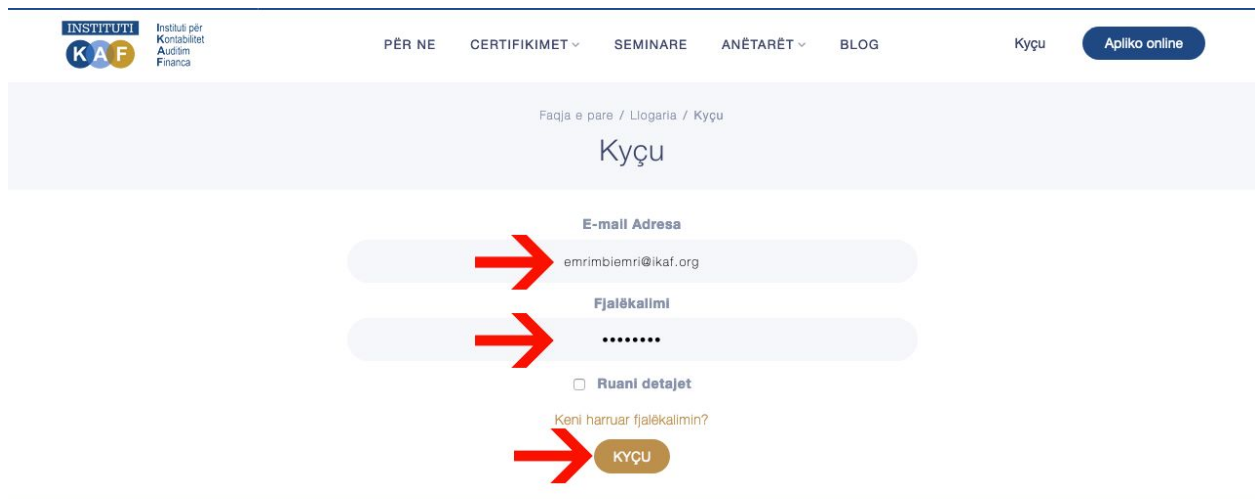 INSTITUTI
KAF
Instituti për
Kontabilitet
Auditim
Financa
PËR NE CERTIFIKIMET SEMINARE ANËTARËT BLOG Kyçu Apliko online
Faqja e pare / Llogaria / Kyçu
Kyçu
E-mail Adresa
emrimbiemri@ikaf.org
Fjalëkalimi
••••••••
Ruani detajet
Keni harruar fjalëkalimin?
KYÇU